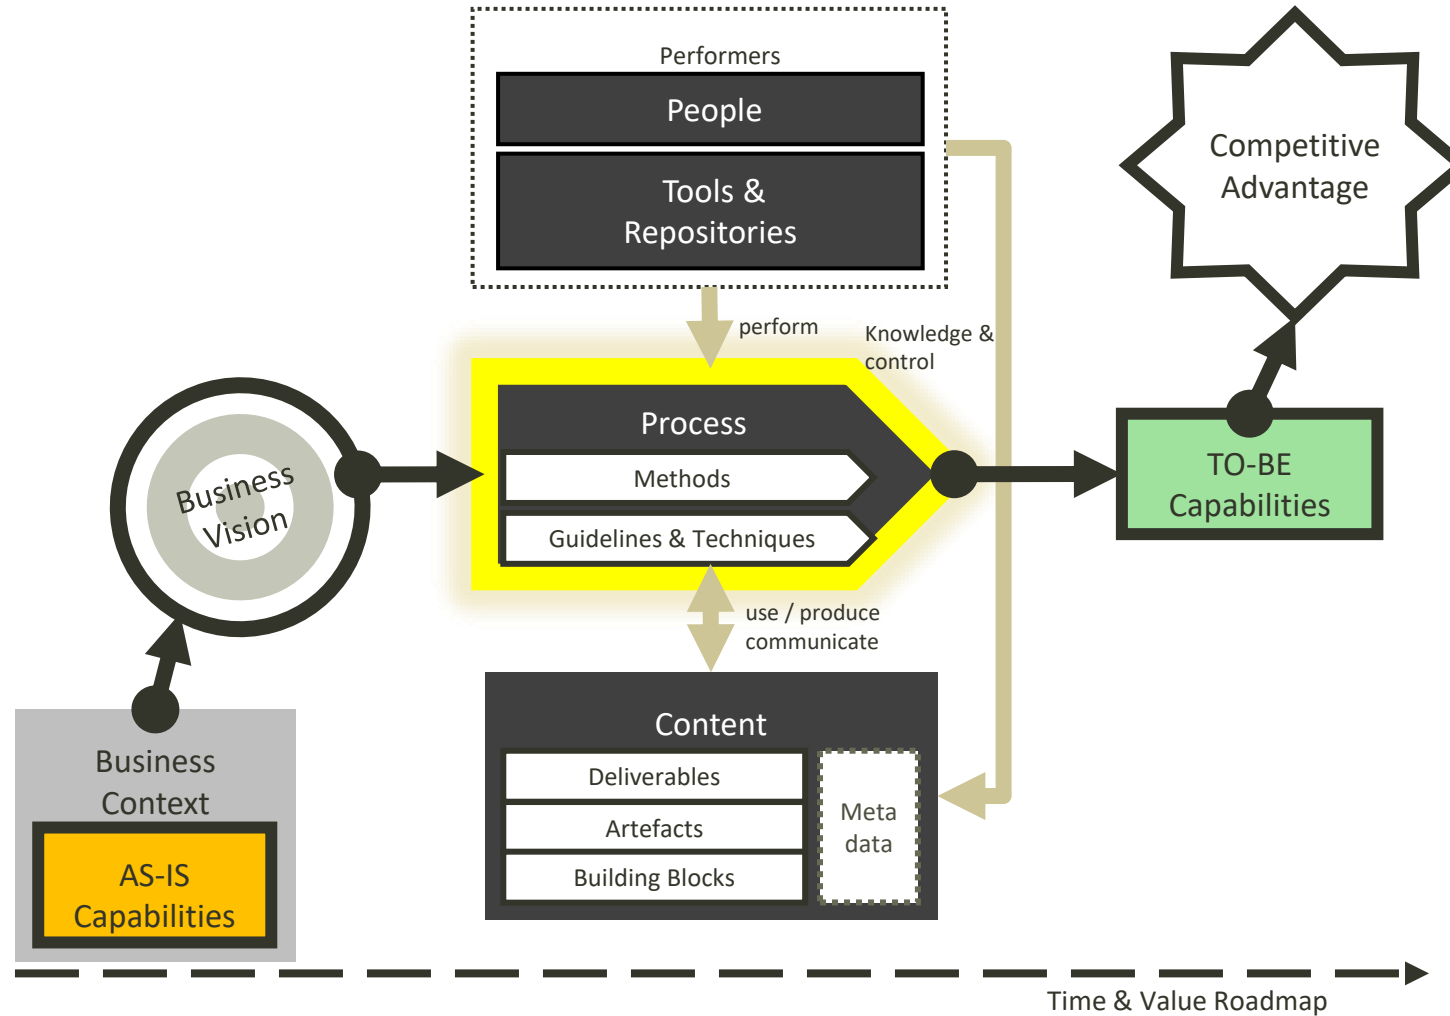 Performers
People
Tools &
Repositories
Competitive
Advantage
perform
Knowledge &
control
Process
Methods
Guidelines & Techniques
Business
Vision
TO-BE
Capabilities
use / produce
communicate
Content
Deliverables
Artefacts
Building Blocks
Meta
data
Business
Context
AS-IS
Capabilities
Time & Value Roadmap